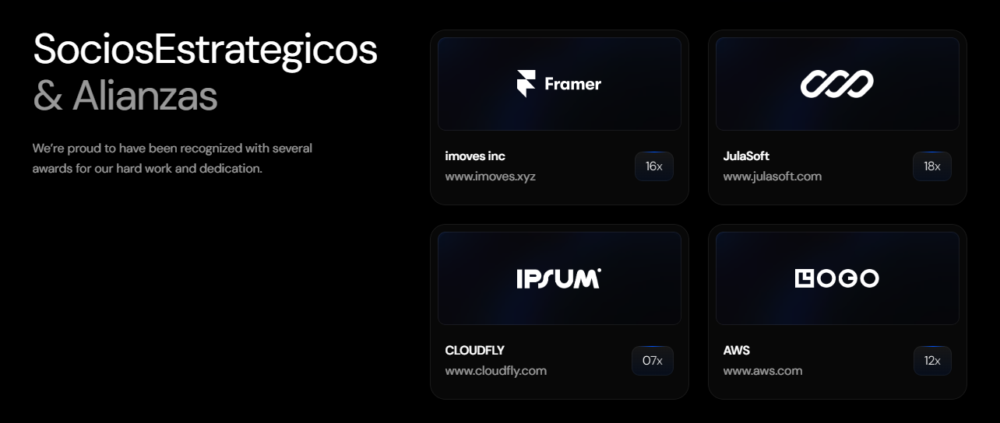 SociosEstrategicos
& Alianzas
We’re proud to have been recognized with several
awards for our hard work and dedication.
Framer
imoves inc
www.imoves.xyz
16x
JulaSoft
www.julasoft.com
18x
IPSUM
CLOUDFLY
www.cloudfly.com
07x
LOGO
AWS
www.aws.com
12x